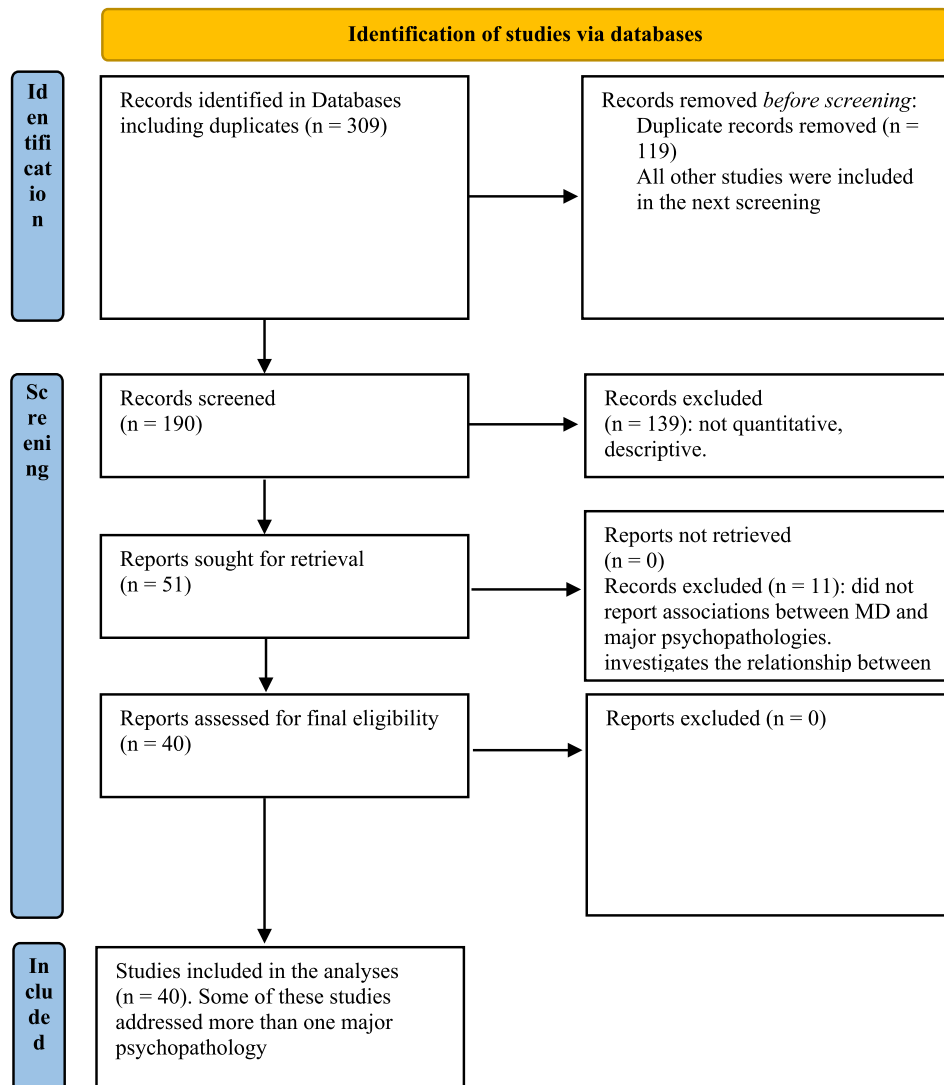 Identification of studies via databases
Id
en
tifi
cat
io
n
Records identified in Databases
including duplicates (n = 309)
Records removed before screening:
Duplicate records removed (n =
119)
All other studies were included
in the next screening
Sc
re
eni
ng
Records screened
(n = 190)
Records excluded
(n = 139): not quantitative,
descriptive.
Reports sought for retrieval
(n = 51)
Reports not retrieved
(n = 0)
Records excluded (n = 11): did not
report associations between MD and
major psychopathologies.
investigates the relationship between
Reports assessed for final eligibility
(n = 40)
Reports excluded (n = 0)
In
clu
de
d
Studies included in the analyses
(n = 40). Some of these studies
addressed more than one major
psychopathology